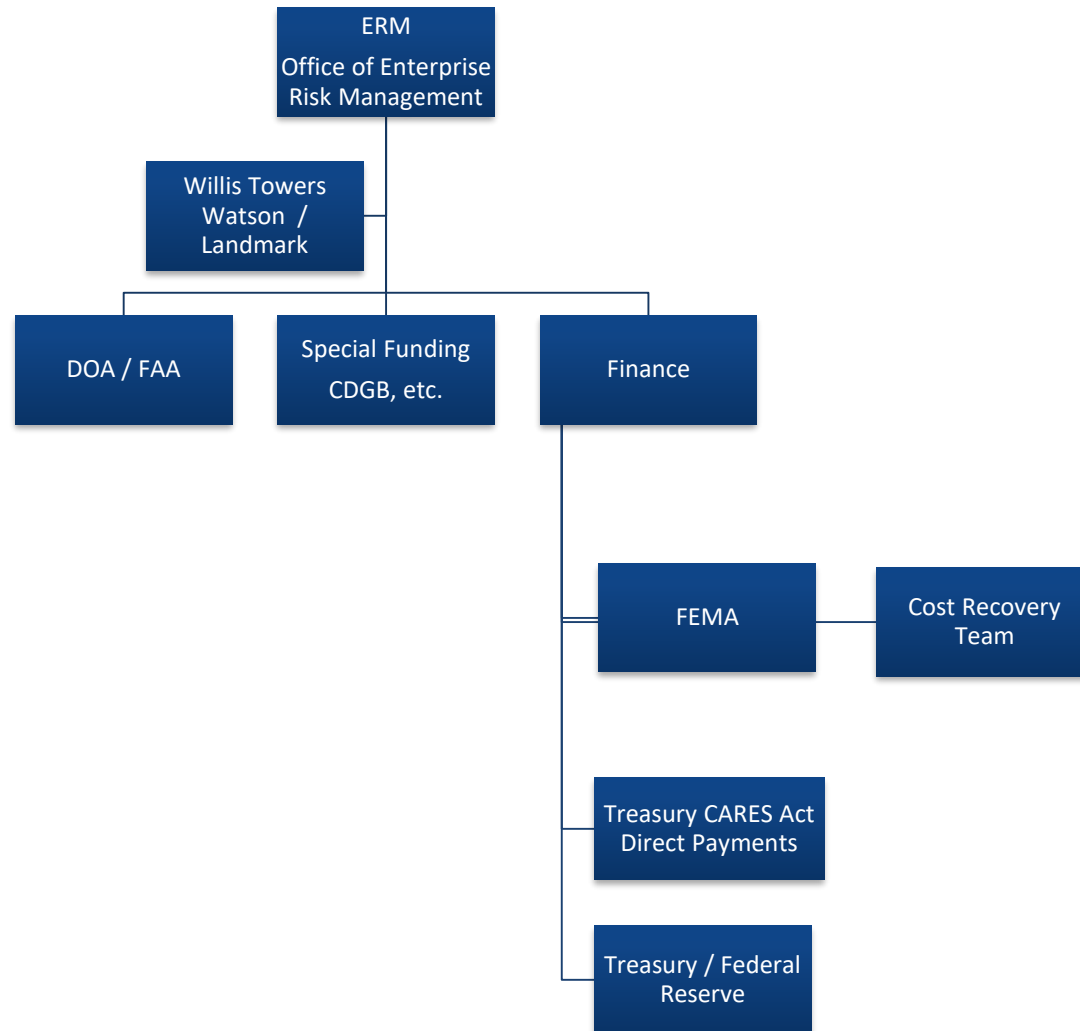 ERM
Office of Enterprise
Risk Management
Willis Towers
Watson /
Landmark
DOA / FAA
Special Funding
CDGB, etc.
Finance
FEMA
Cost Recovery
Team
Treasury CARES Act
Direct Payments
Treasury / Federal
Reserve